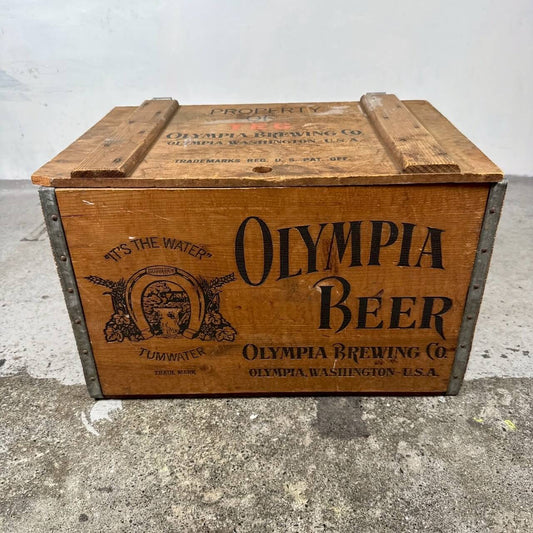 PROPERTY
OF
OLYMPIA BREWING CO.
OLYMPIA WASHINGTON
TRADEMARKS REG. U.S. PAT. OFF.
"IT'S THE WATER"
TUMWATER
TRADE MARK
OLYMPIA
BEER
OLYMPIA BREWING CO.
OLYMPIA, WASHINGTON - U.S.A.